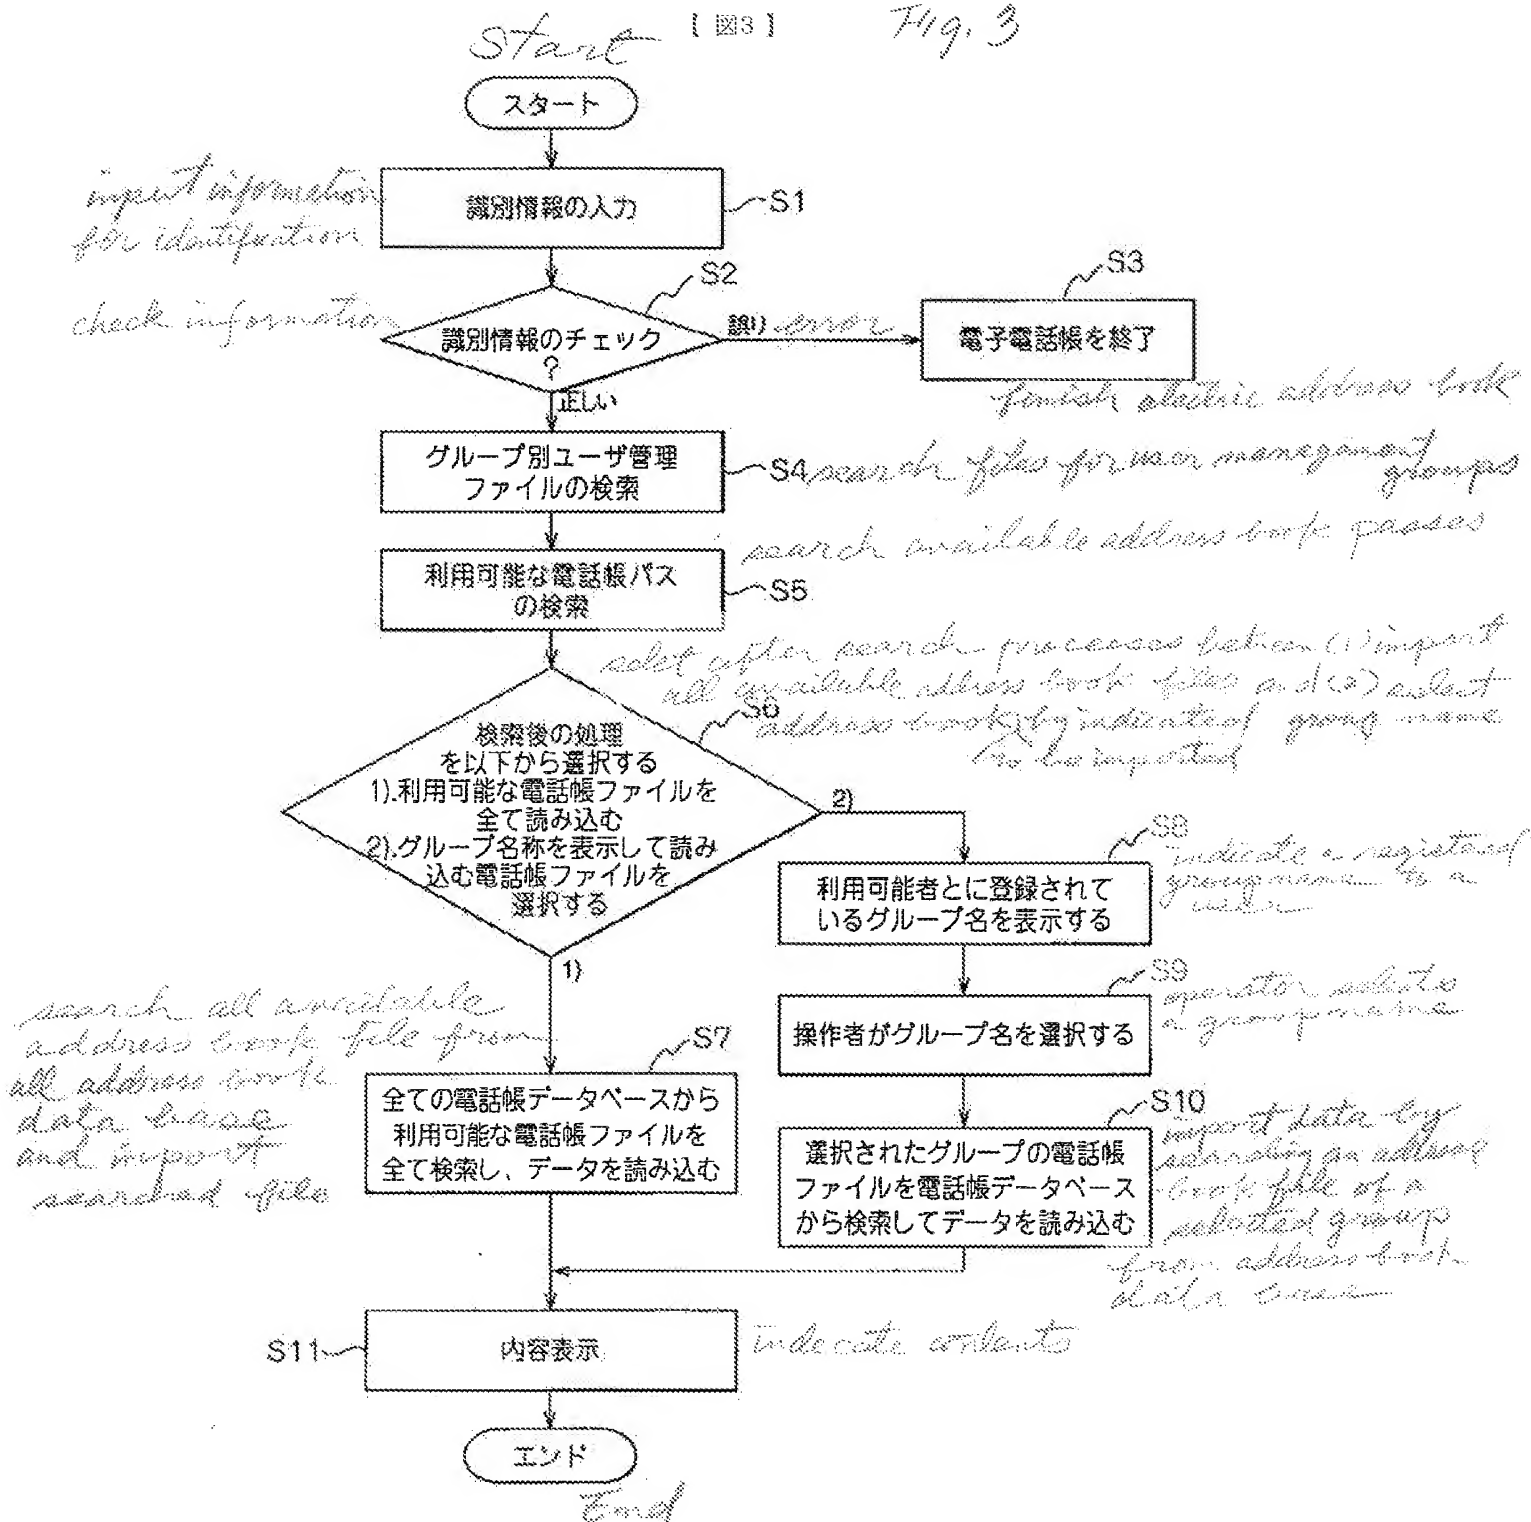 【 図3 】
Fig. 3
Start
スタート
input information
for identification
識別情報の入力
S1
check information
識別情報のチェック
?
S2
誤り
error
S3
電子電話帳を終了
finish electric address book
正しい
グループ別ユーザ管理
ファイルの検索
S4
search files for user management
groups
search available address book passes
利用可能な電話帳パス
の検索
S5
select after search processes between (1) import
all available address book files and (2) select
address book by indicated group name
to be imported
S6
検索後の処理
を以下から選択する
1).利用可能な電話帳ファイルを
全て読み込む
2).グループ名称を表示して読み
込む電話帳ファイルを
選択する
2)
1)
S8
indicate a registered
group name to a
user
利用可能者とに登録されて
いるグループ名を表示する
S9
operator selects
a group name
操作者がグループ名を選択する
search all available
address book file from
all address book
data base
and import
searched file
S7
全ての電話帳データベースから
利用可能な電話帳ファイルを
全て検索し、データを読み込む
S10
import data by
searching an address
book file of a
selected group
from address book
data base
選択されたグループの電話帳
ファイルを電話帳データベース
から検索してデータを読み込む
S11
内容表示
indecate contents
エンド
End